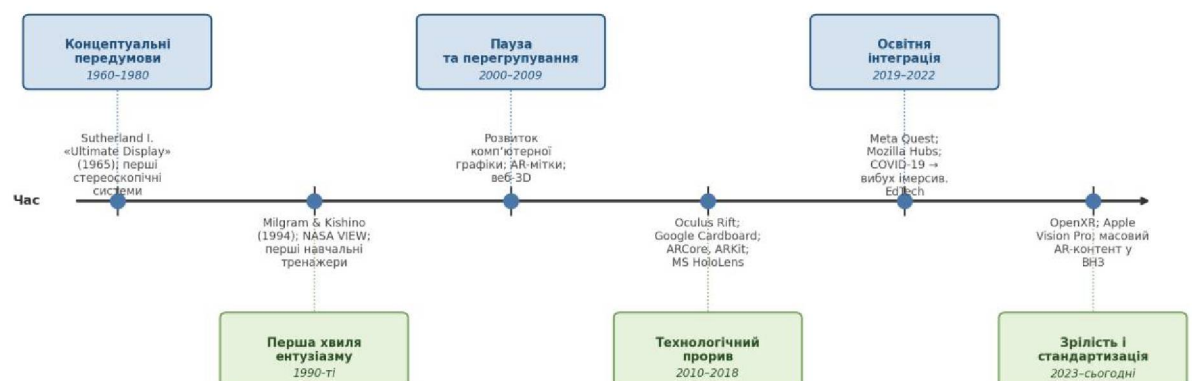 Концептуальні
передумови
1960–1980
Пауза
та перегрупування
2000–2009
Освітня
інтеграція
2019–2022
Sutherland I.
«Ultimate Display»
(1965); перші
стереоскопічні
системи
Розвиток
комп'ютерної
графіки; AR-мітки;
веб-3D
Meta Quest;
Mozilla Hubs;
COVID-19 →
вибух імерсив.
EdTech
Час
Milgram & Kishino
(1994); NASA VIEW;
перші навчальні
тренажери
Oculus Rift;
Google Cardboard;
ARCore, ARKit;
MS HoloLens
OpenXR; Apple
Vision Pro; масовий
AR-контент у
ВНЗ
Перша хвиля
ентузіазму
1990-ті
Технологічний
прорив
2010–2018
Зрілість і
стандартизація
2023–сьогодні